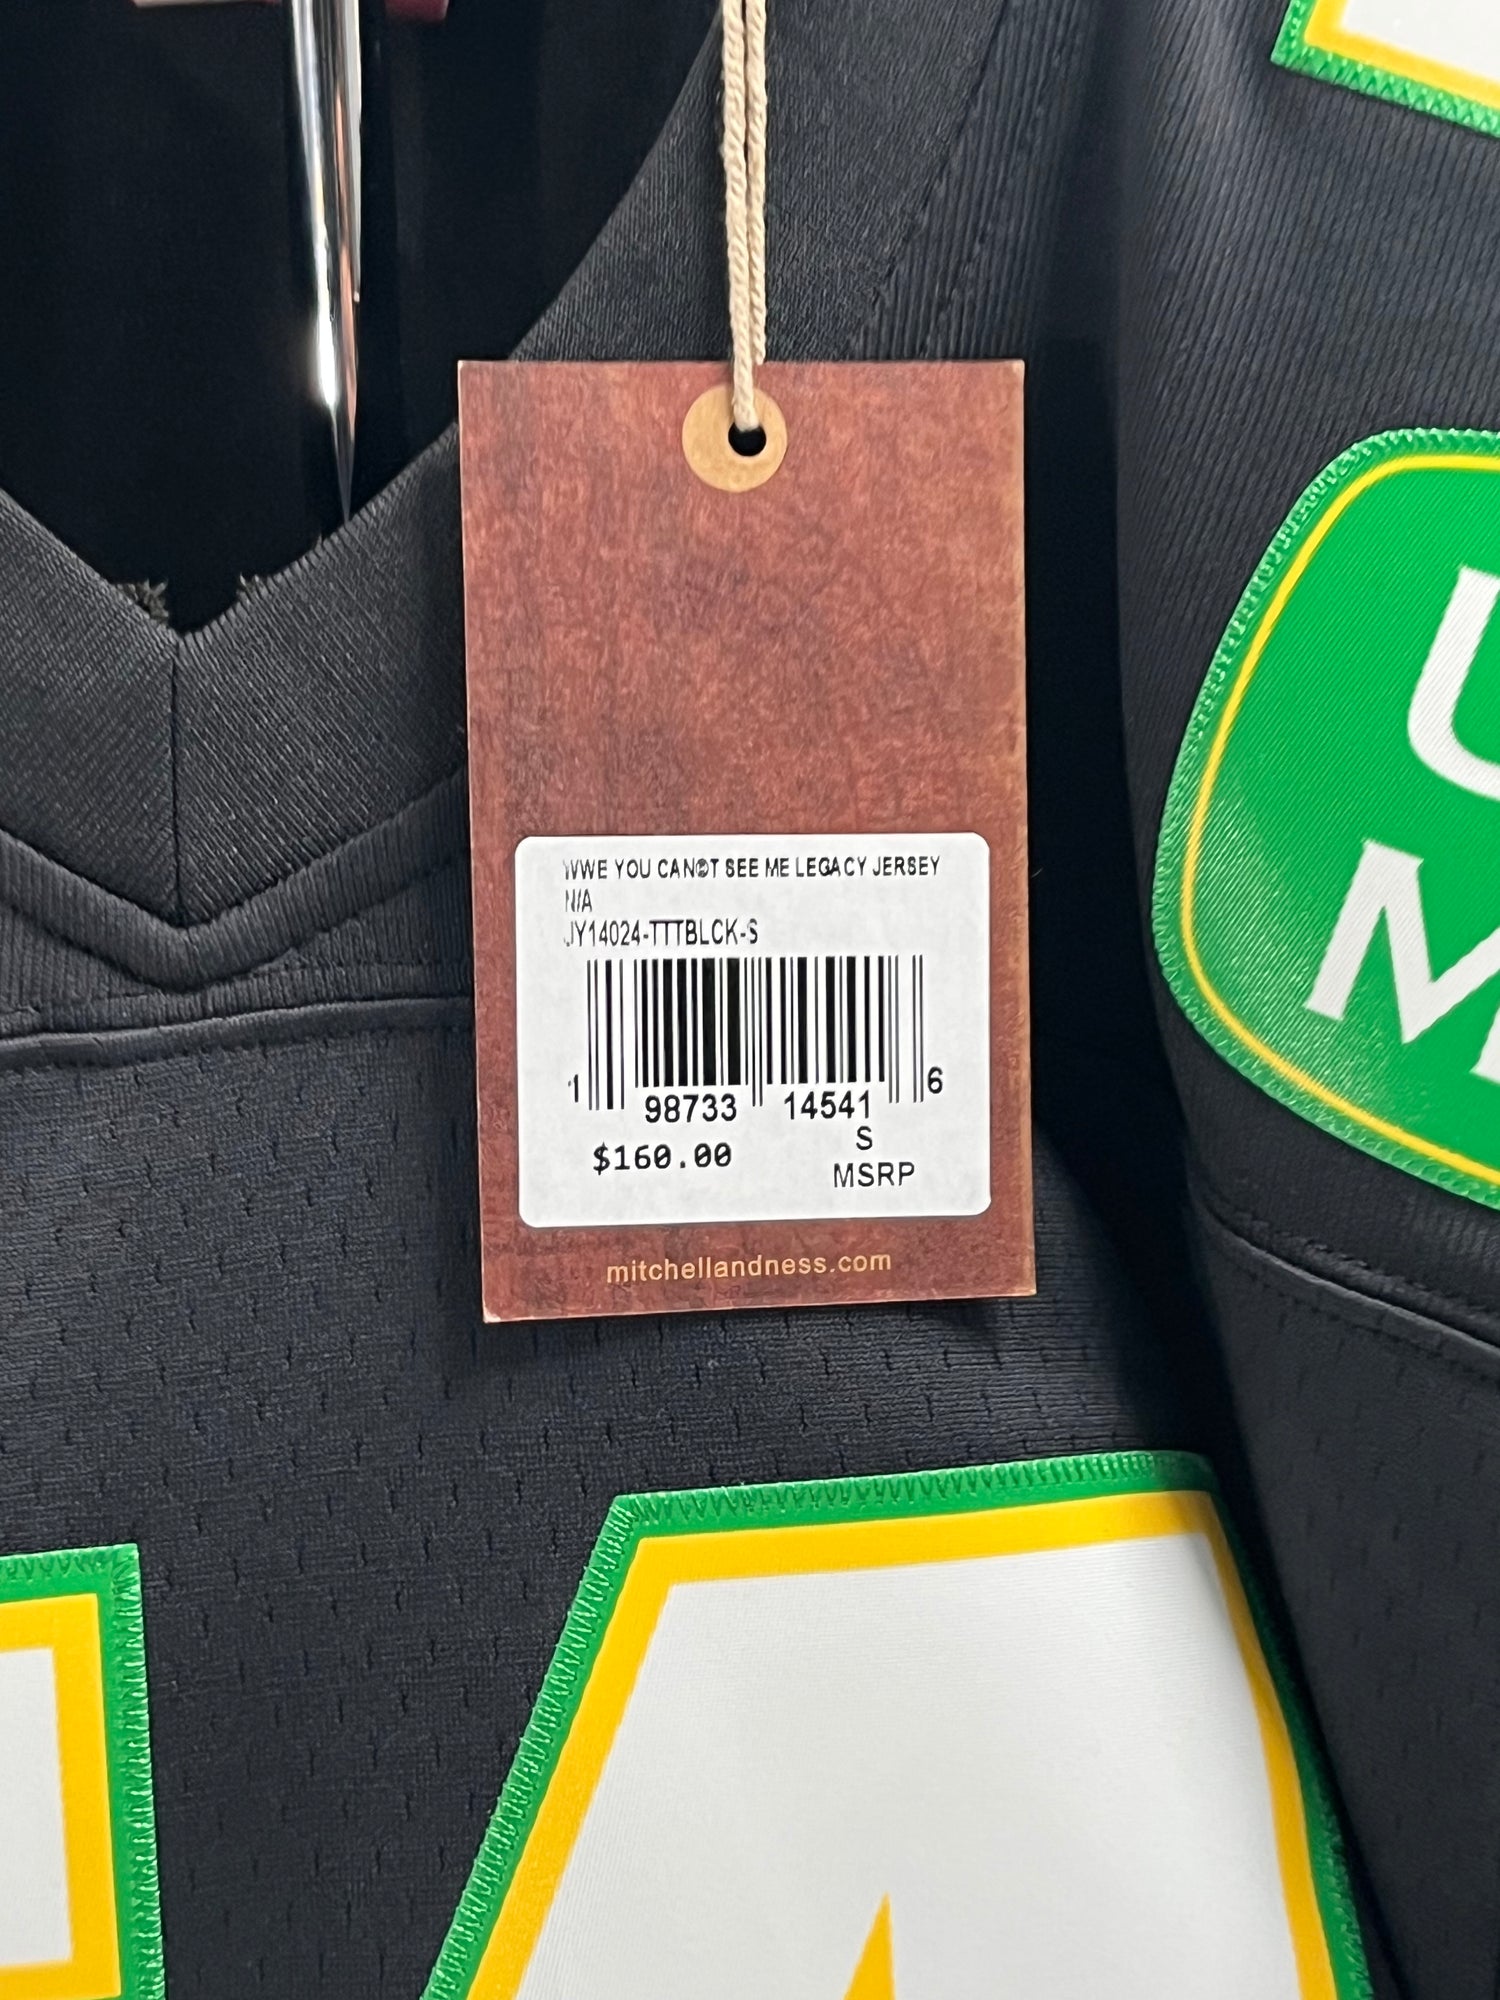 WWE YOU CAN@T SEE ME LEGACY JERSEY
N/A
JY14024-TTTBLCK-S
1 98733 14541 6
S
$160.00
MSRP
mitchellandness.com
U
M
A